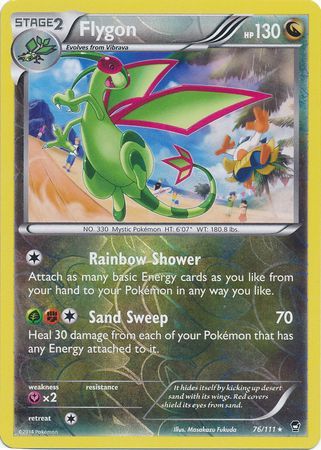 STAGE2
Flygon
HP130
Evolves from Vibrava
NO. 330 Mystic Pokémon HT: 6'07" WT: 180.8 lbs.
Rainbow Shower
Attach as many basic Energy cards as you like from
your hand to your Pokémon in any way you like.
Sand Sweep 70
Heal 30 damage from each of your Pokémon that
has any Energy attached to it.
weakness resistance
×2
retreat
It hides itself by kicking up desert
sand with its wings. Red covers
shield its eyes from sand.
©2014 Pokémon
Illus. Masakazu Fukuda
76/111★